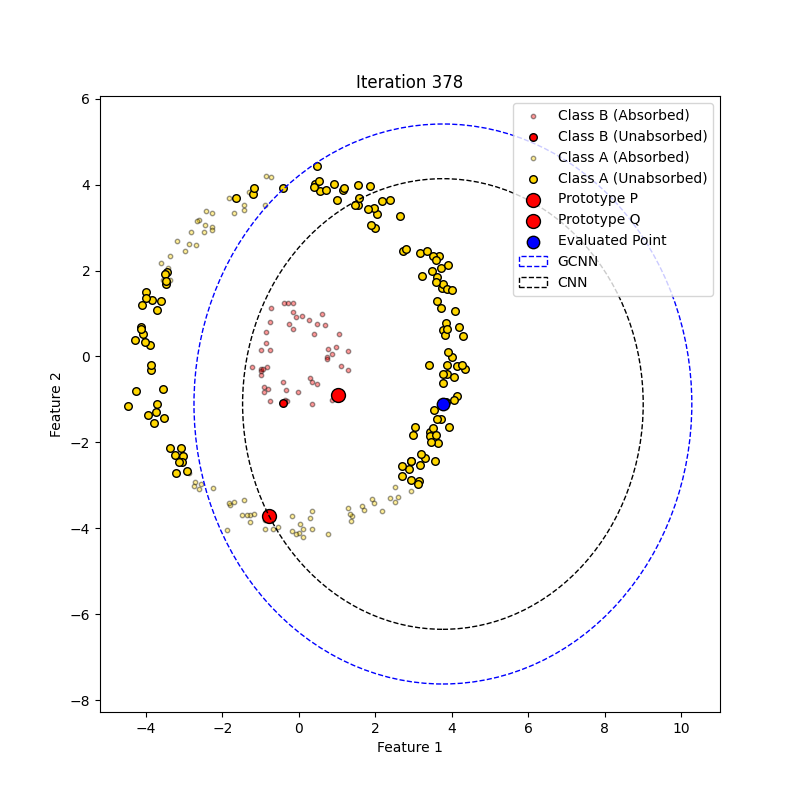 Iteration 378
Class B (Absorbed)
Class B (Unabsorbed)
Class A (Absorbed)
Class A (Unabsorbed)
Prototype P
Prototype Q
Evaluated Point
GCNN
CNN
6
4
2
0
−2
−4
−6
−8
Feature 2
−4
−2
0
2
4
6
8
10
Feature 1